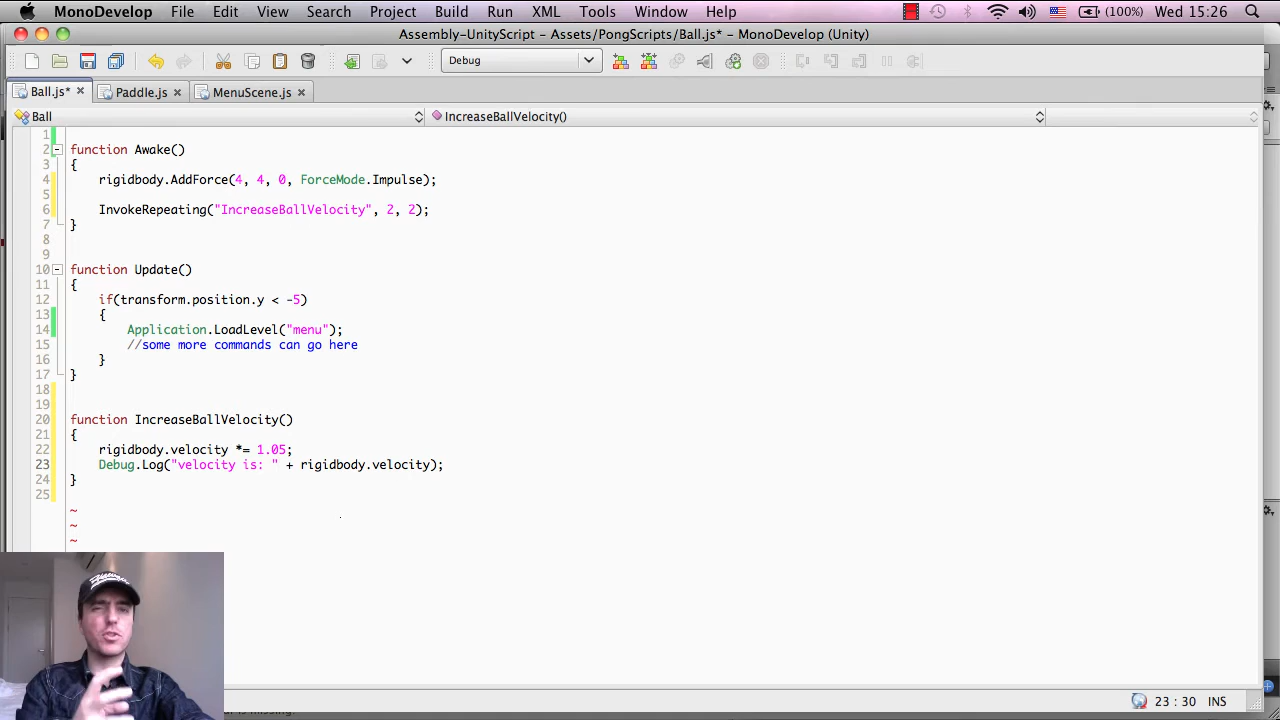 MonoDevelop File Edit View Search Project Build Run XML Tools Window Help (100%) Wed 15:26
Assembly-UnityScript - Assets/PongScripts/Ball.js* - MonoDevelop (Unity)
Debug
Ball.js* Paddle.js MenuScene.js
Ball IncreaseBallVelocity()
1
2 function Awake()
3 {
4 rigidbody.AddForce(4, 4, 0, ForceMode.Impulse);
5
6 InvokeRepeating("IncreaseBallVelocity", 2, 2);
7 }
8
9
10 function Update()
11 {
12 if(transform.position.y < -5)
13 {
14 Application.LoadLevel("menu");
15 //some more commands can go here
16 }
17 }
18
19
20 function IncreaseBallVelocity()
21 {
22 rigidbody.velocity *= 1.05;
23 Debug.Log("velocity is: " + rigidbody.velocity);
24 }
25
~
~
~
23 : 30 INS